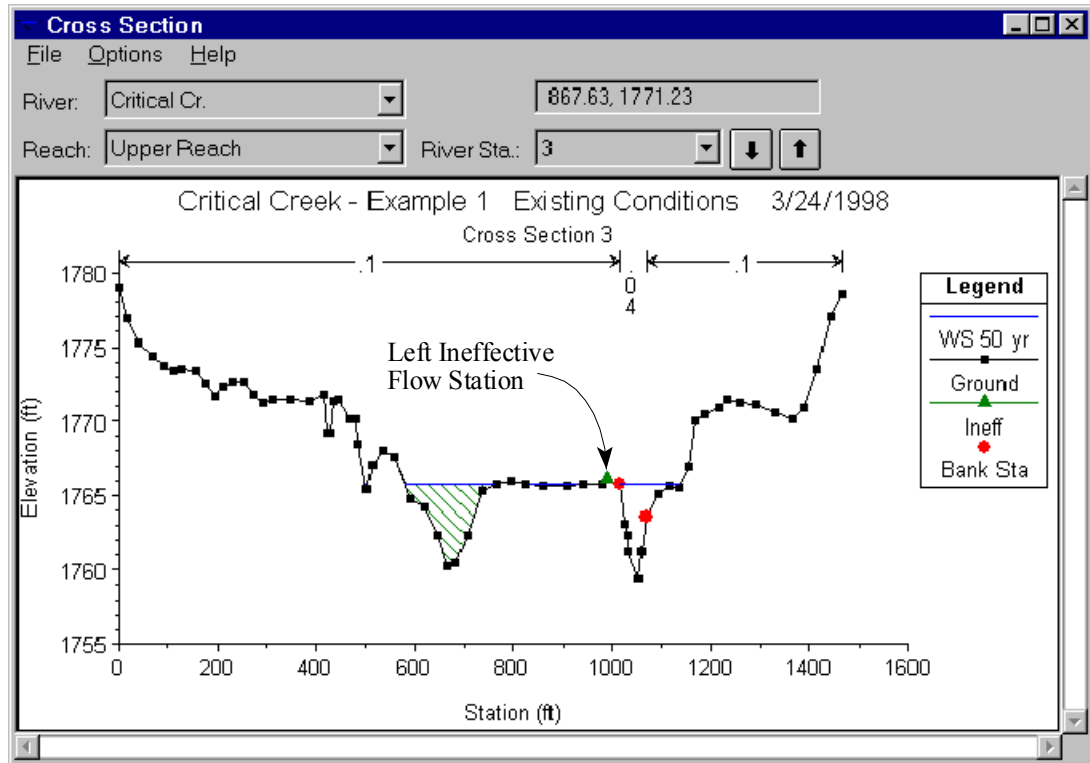 Cross Section
File Options Help
River: Critical Cr. 867.63, 1771.23
Reach: Upper Reach River Sta.: 3
Critical Creek - Example 1 Existing Conditions 3/24/1998
Cross Section 3
.1 .04 .1
Left Ineffective
Flow Station
Legend
WS 50 yr
Ground
Ineff
Bank Sta
Elevation (ft)
1780
1775
1770
1765
1760
1755
0 200 400 600 800 1000 1200 1400 1600
Station (ft)